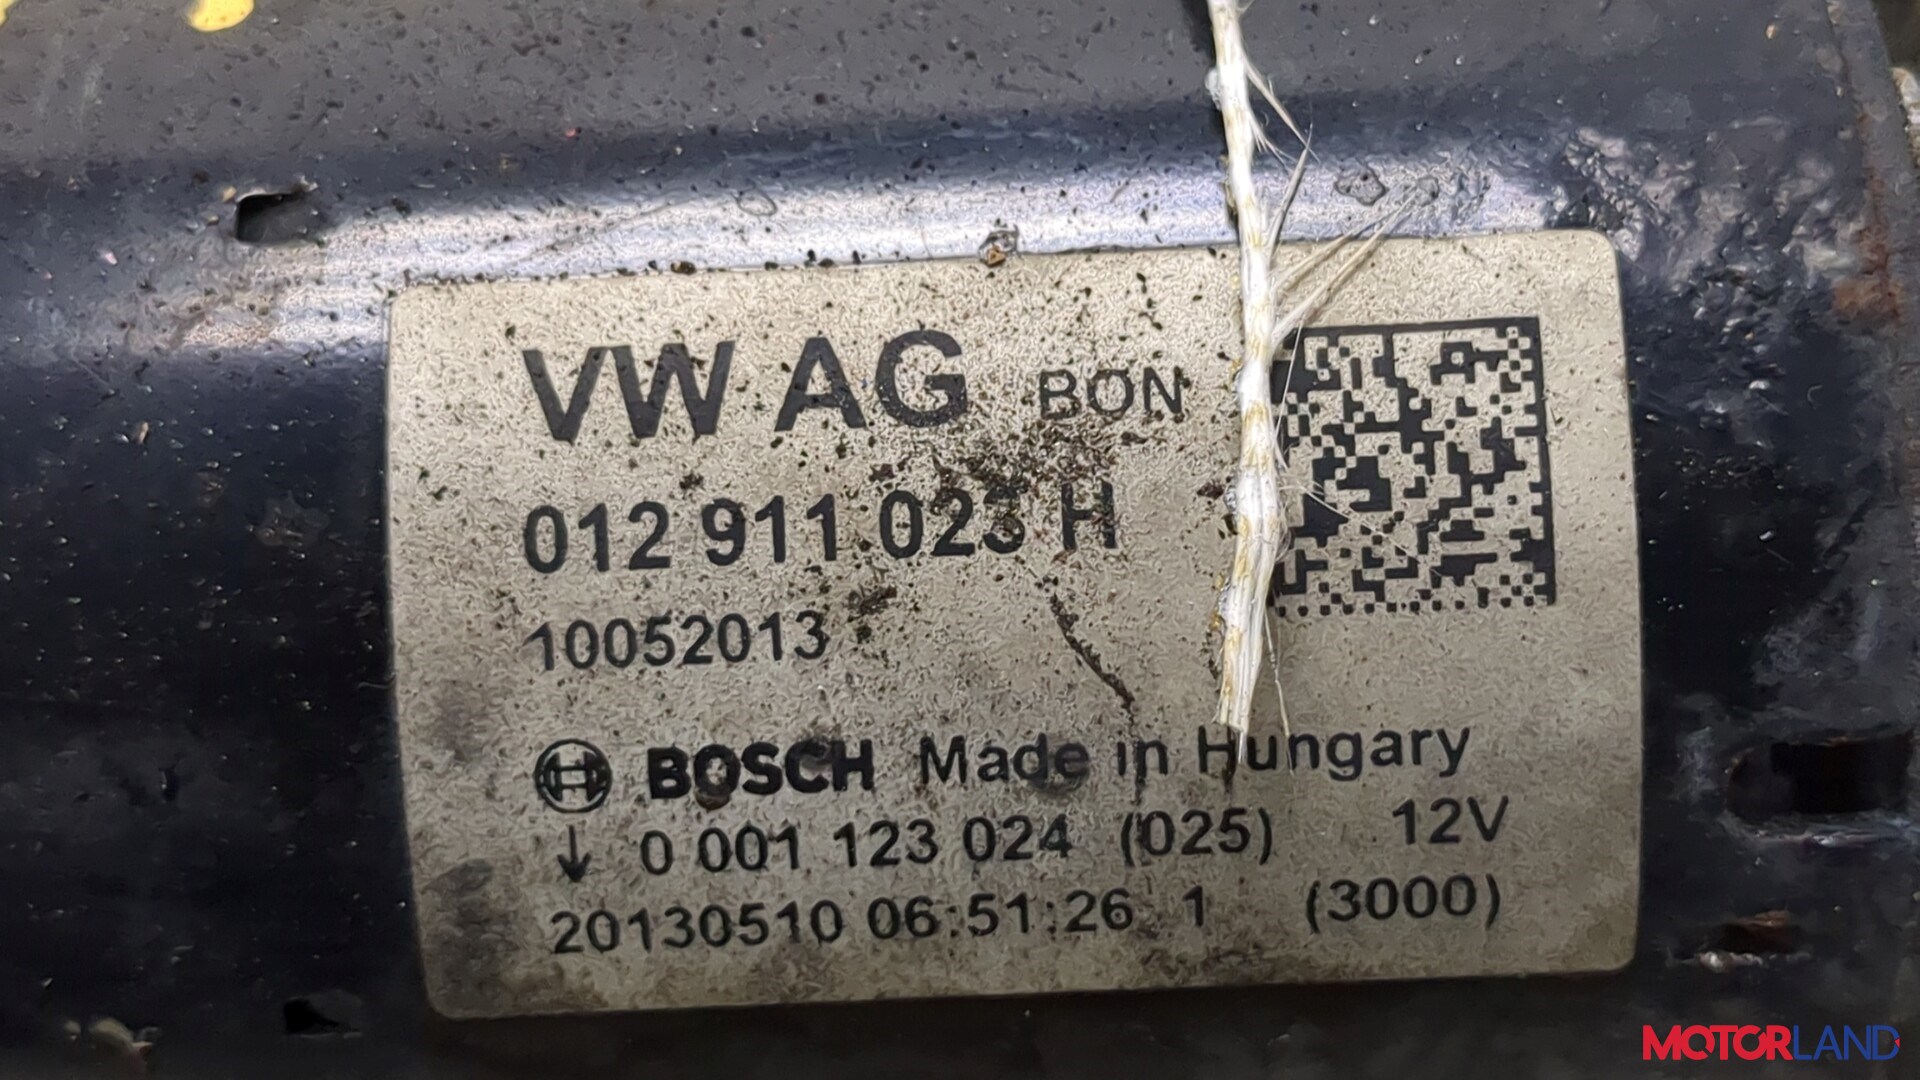 VW AG BON
012 911 023 H
10052013
BOSCH Made in Hungary
↓ 0 001 123 024 (025) 12V
20130510 06:51:26 1 (3000)
MOTORLAND